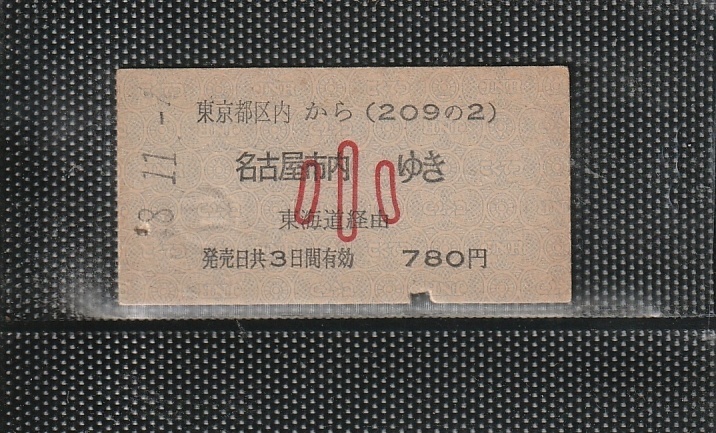 東京都区内 から (209の2)
名古屋市内 ゆき
小
東海道経由
発売日共3日間有効 780円